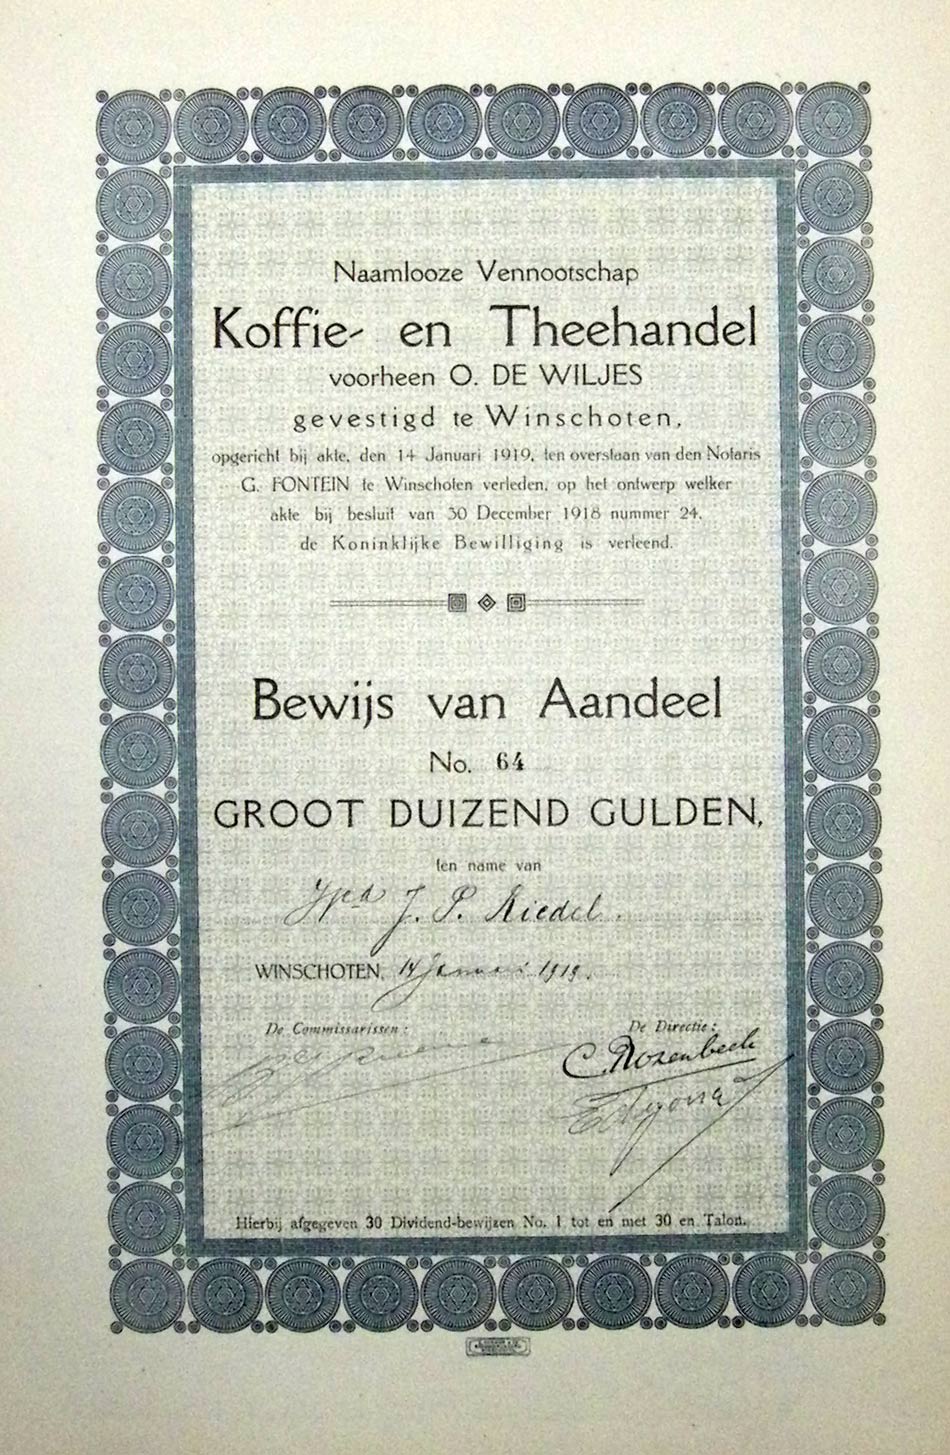 Naamlooze Vennootschap
Koffie- en Theehandel
voorheen O. DE WILJES
gevestigd te Winschoten,
opgericht bij akte, den 14 Januari 1919, ten overstaan van den Notaris
G. FONTEIN te Winschoten verleden, op het ontwerp welker
akte bij besluit van 30 December 1918 nummer 24,
de Koninklijke Bewilliging is verleend.
Bewijs van Aandeel
No. 64
GROOT DUIZEND GULDEN,
ten name van
J. P. Riedel.
WINSCHOTEN, 14 Januari 1919.
De Commissarissen:
De Directie:
C. Rozenbeek
Hierbij afgegeven 30 Dividend-bewijzen No. 1 tot en met 30 en Talon.